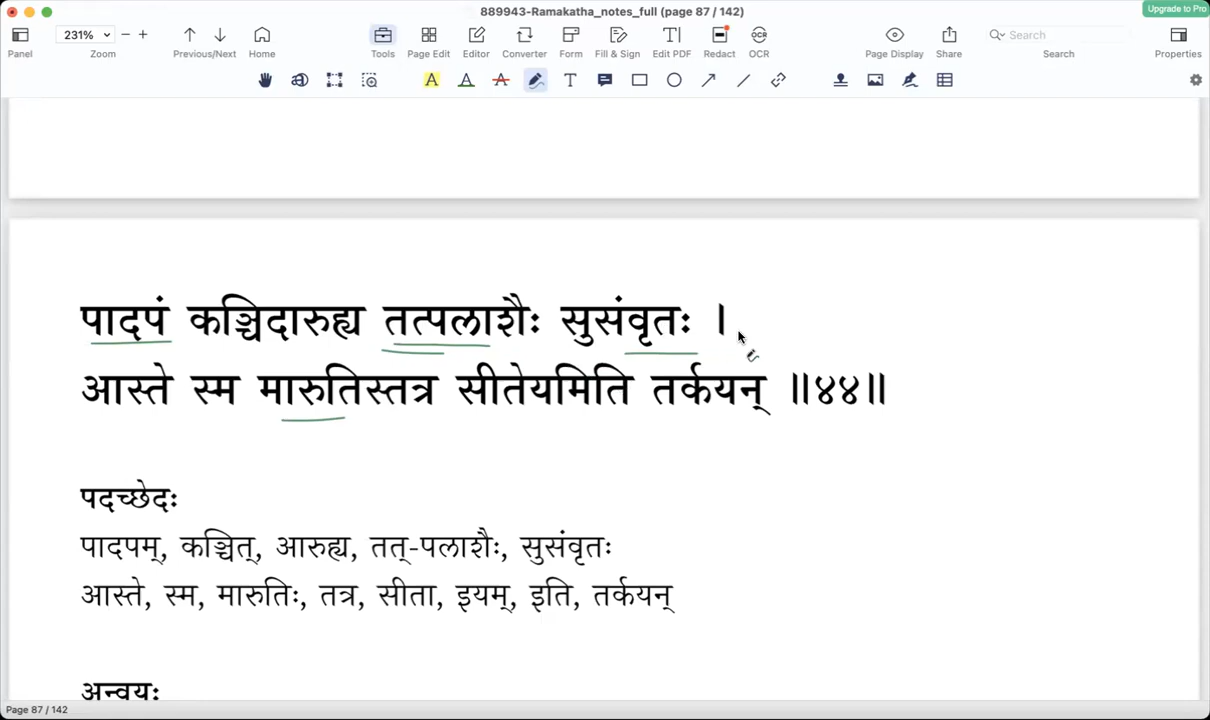 889943-Ramakatha_notes_full (page 87 / 142)
Upgrade to Pro
231%
Panel Zoom Previous/Next Home Tools Page Edit Editor Converter Form Fill & Sign Edit PDF Redact OCR Page Display Share Search Search Properties
पादपं कञ्चिदारुह्य तत्पलाशैः सुसंवृतः ।
आस्ते स्म मारुतिस्तत्र सीतेयमिति तर्कयन् ॥४४॥
पदच्छेदः
पादपम्, कञ्चित्, आरुह्य, तत्-पलाशैः, सुसंवृतः
आस्ते, स्म, मारुतिः, तत्र, सीता, इयम्, इति, तर्कयन्
अन्वयः
Page 87 / 142